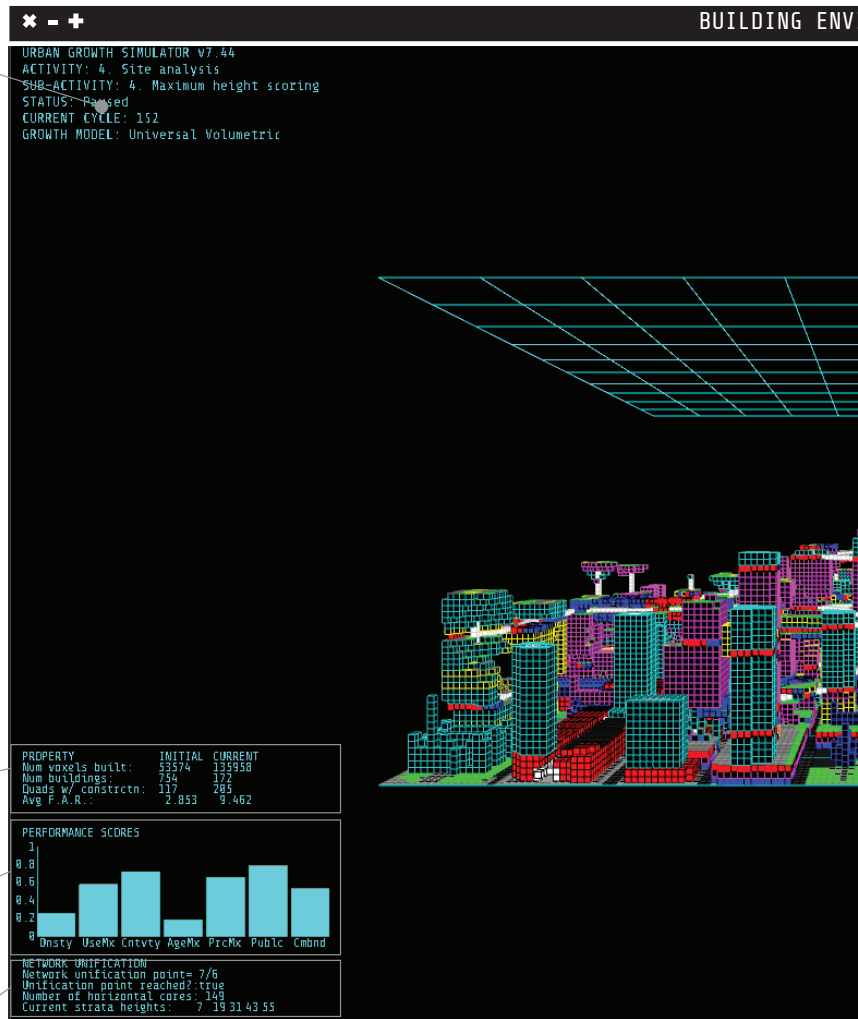 BUILDING ENV
URBAN GROWTH SIMULATOR v7.44
ACTIVITY: 4. Site analysis
SUB-ACTIVITY: 4. Maximum height scoring
STATUS: Paused
CURRENT CYCLE: 152
GROWTH MODEL: Universal Volumetric
PROPERTY INITIAL CURRENT
Num voxels built: 53574 135958
Num buildings: 754 172
Quads w/ constrctn: 117 205
Avg F.A.R.: 2.853 9.462
PERFORMANCE SCORES
1
0.8
0.6
0.4
0.2
0
Dnsty UseMx Cntvty AgeMx PrcMx Publc Cmbnd
NETWORK UNIFICATION
Network unification point= 7/6
Unification point reached?:true
Number of horizontal cores: 149
Current strata heights: 7 19 31 43 55